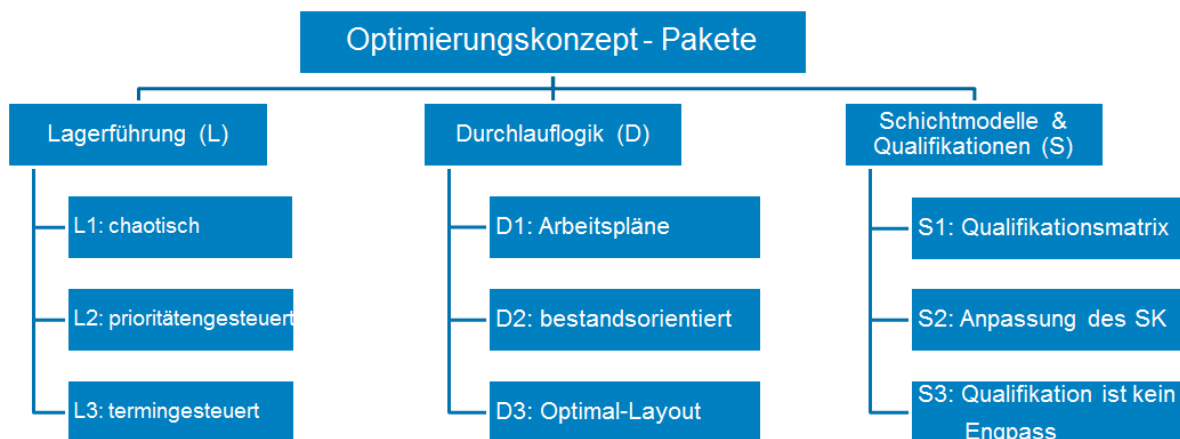 Optimierungskonzept - Pakete
Lagerführung (L)
L1: chaotisch
L2: prioritätengesteuert
L3: termingesteuert
Durchlauflogik (D)
D1: Arbeitspläne
D2: bestandsorientiert
D3: Optimal-Layout
Schichtmodelle &
Qualifikationen (S)
S1: Qualifikationsmatrix
S2: Anpassung des SK
S3: Qualifikation ist kein
Engpass